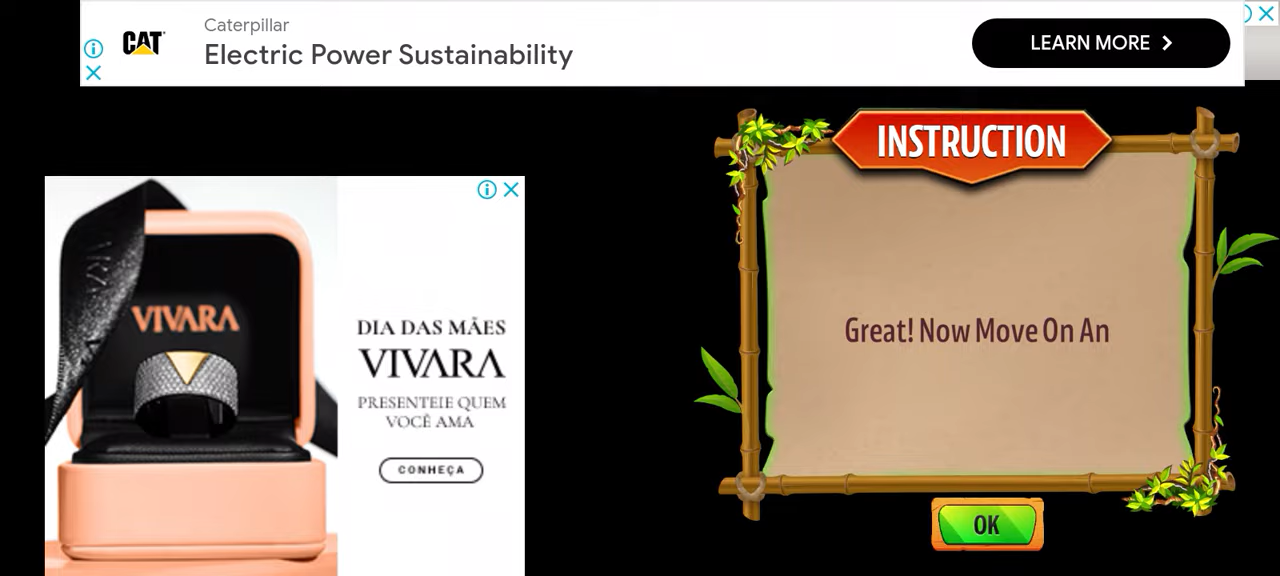 CAT
Caterpillar
Electric Power Sustainability
LEARN MORE
INSTRUCTION
Great! Now Move On An
OK
VIVARA
DIA DAS MÃES
VIVARA
PRESENTEIE QUEM
VOCÊ AMA
CONHEÇA